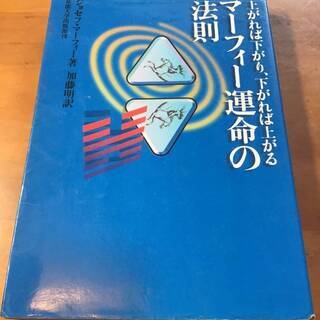 上がれば下がり、下がれば上がる
マーフィー運命の
法則
ジョセフ・マーフィー著
加藤明訳